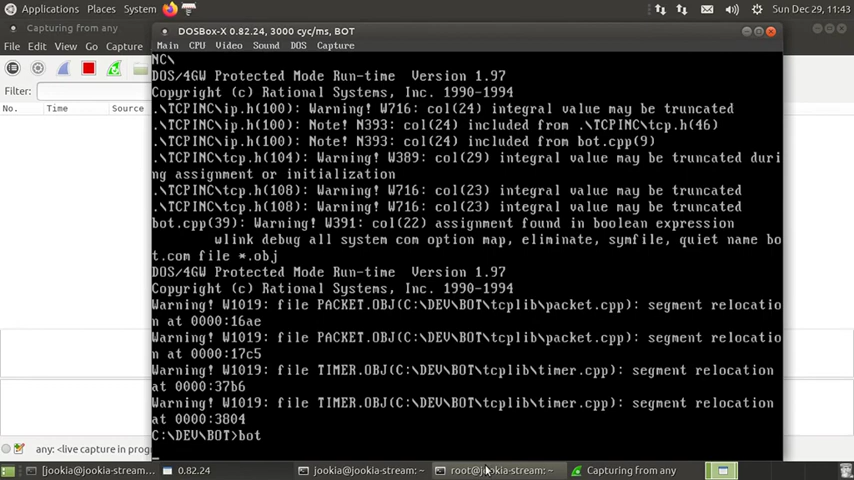 Applications Places System Sun Dec 29, 11:43
Capturing from any
DOSBox-X 0.82.24, 3000 cyc/ms, BOT
File Edit View Go Capture
Main CPU Video Sound DOS Capture
Filter:
No. Time Source
NC\
DOS/4GW Protected Mode Run-time Version 1.97
Copyright (c) Rational Systems, Inc. 1990-1994
.\TCPINC\ip.h(100): Warning! W716: col(24) integral value may be truncated
.\TCPINC\ip.h(100): Note! N393: col(24) included from .\TCPINC\tcp.h(46)
.\TCPINC\ip.h(100): Note! N393: col(24) included from bot.cpp(9)
.\TCPINC\tcp.h(104): Warning! W389: col(29) integral value may be truncated duri
ng assignment or initialization
.\TCPINC\tcp.h(108): Warning! W716: col(23) integral value may be truncated
.\TCPINC\tcp.h(108): Warning! W716: col(23) integral value may be truncated
bot.cpp(39): Warning! W391: col(22) assignment found in boolean expression
wlink debug all system com option map, eliminate, symfile, quiet name bo
t.com file *.obj
DOS/4GW Protected Mode Run-time Version 1.97
Copyright (c) Rational Systems, Inc. 1990-1994
Warning! W1019: file PACKET.OBJ(C:\DEV\BOT\tcplib\packet.cpp): segment relocatio
n at 0000:16ae
Warning! W1019: file PACKET.OBJ(C:\DEV\BOT\tcplib\packet.cpp): segment relocatio
n at 0000:17c5
Warning! W1019: file TIMER.OBJ(C:\DEV\BOT\tcplib\timer.cpp): segment relocation
at 0000:37b6
Warning! W1019: file TIMER.OBJ(C:\DEV\BOT\tcplib\timer.cpp): segment relocation
at 0000:3804
C:\DEV\BOT>bot
any: <live capture in prog
[jookia@jookia-stream... 0.82.24 jookia@jookia-stream: ~ root@jookia-stream: ~ Capturing from any